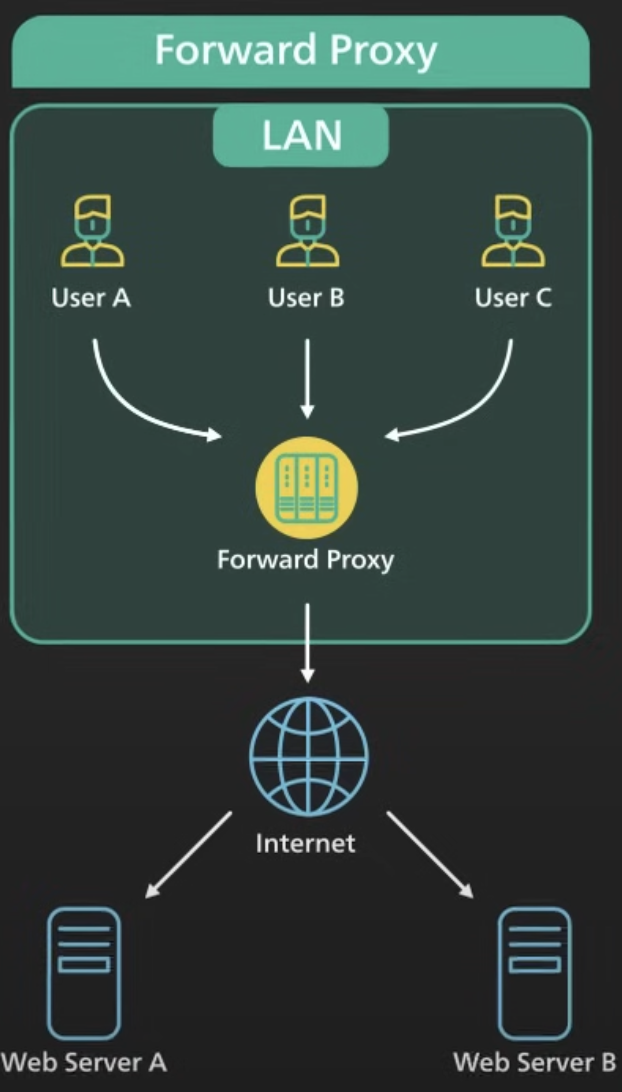 Forward Proxy
LAN
User A
User B
User C
Forward Proxy
Internet
Web Server A
Web Server B